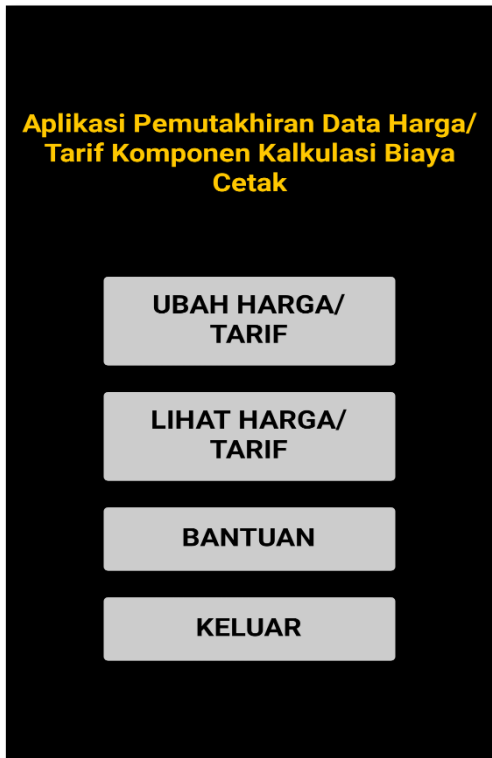 Aplikasi Pemutakhiran Data Harga/
Tarif Komponen Kalkulasi Biaya
Cetak
UBAH HARGA/
TARIF
LIHAT HARGA/
TARIF
BANTUAN
KELUAR